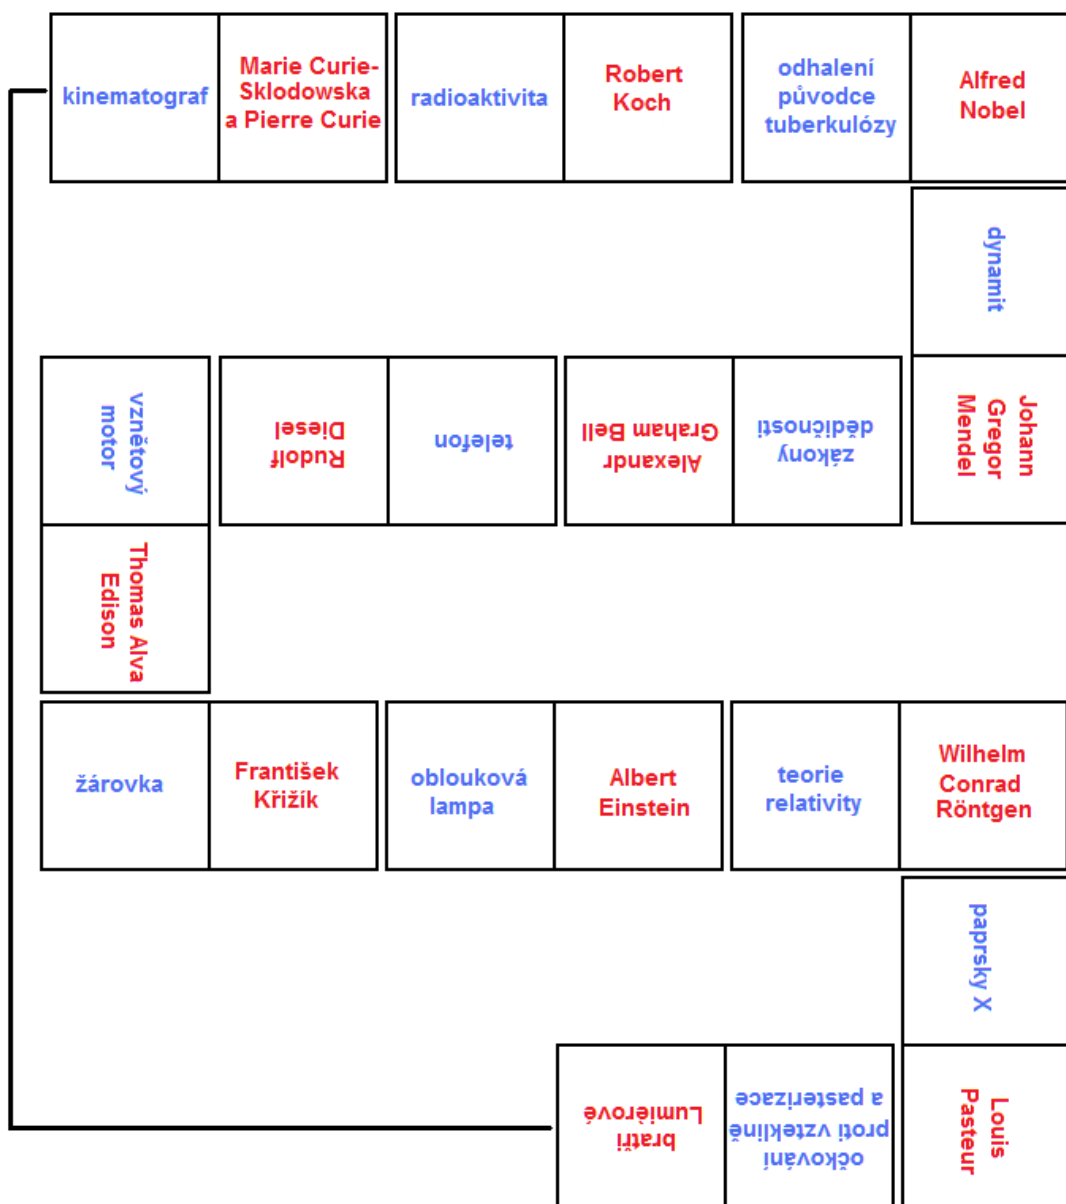 kinematograf
Marie Curie-
Sklodowska
a Pierre Curie
radioaktivita
Robert
Koch
odhalení
původce
tuberkulózy
Alfred
Nobel
dynamit
Johann
Gregor
Mendel
zákony
dědičnosti
Alexandr
Graham Bell
telefon
Rudolf
Diesel
vznětový
motor
Thomas Alva
Edison
žárovka
František
Křižík
oblouková
lampa
Albert
Einstein
teorie
relativity
Wilhelm
Conrad
Röntgen
paprsky X
Louis
Pasteur
očkování
proti vzteklině
a pasterizace
bratři
Lumiérové